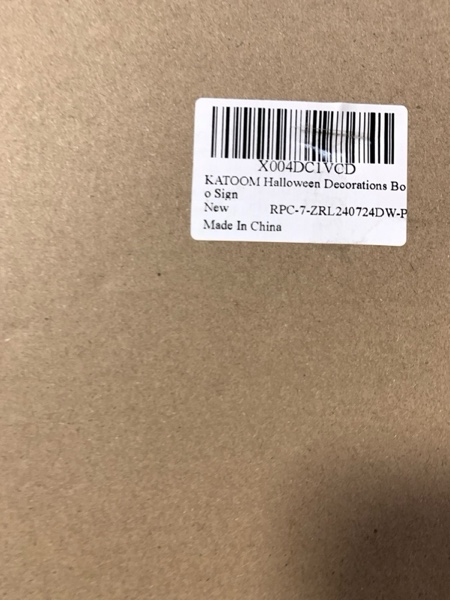 X004DC1VCD
KATOOM Halloween Decorations Bo
o Sign
New RPC-7-ZRL240724DW-P
Made In China